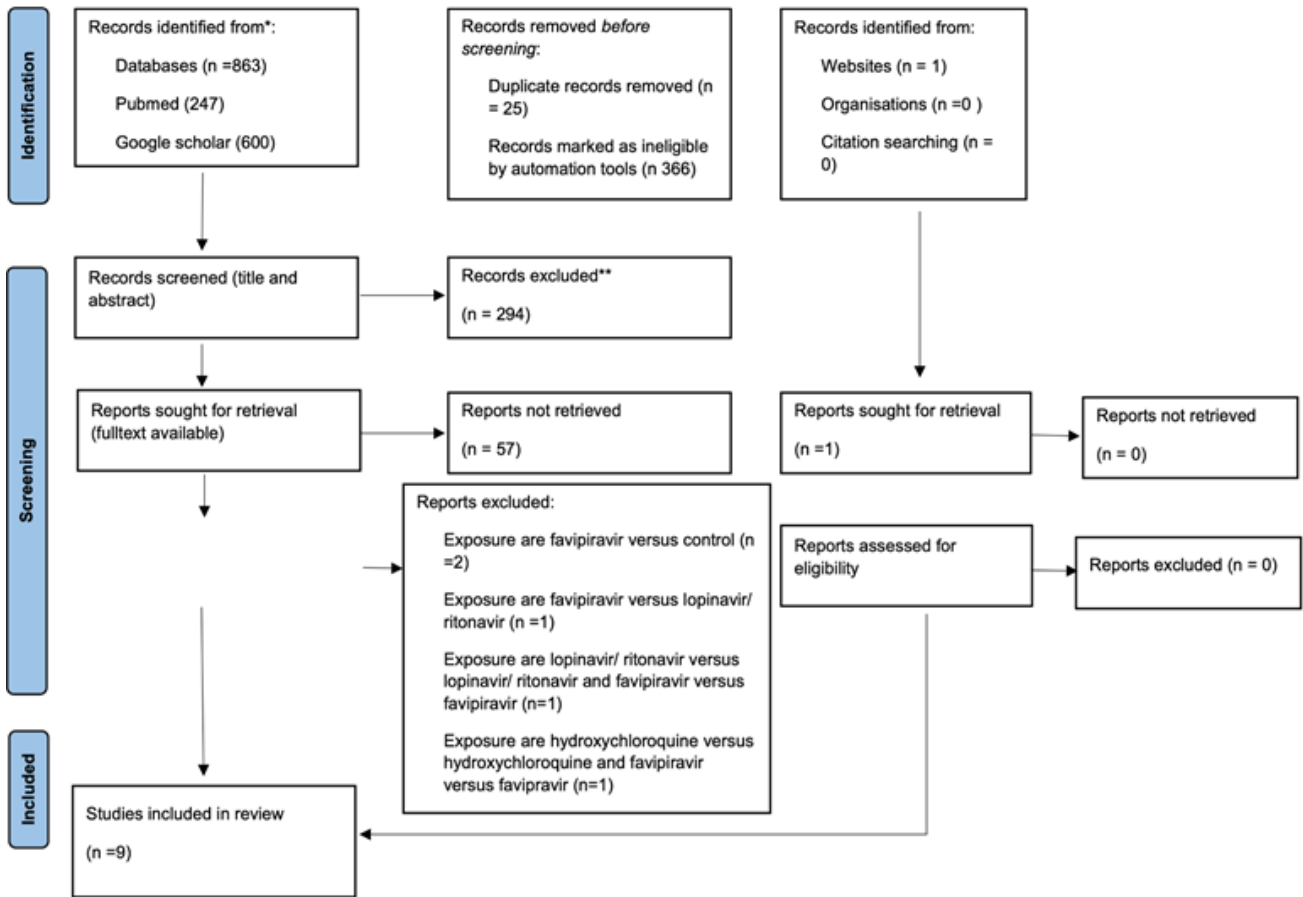 Identification
Records identified from*:
Databases (n =863)
Pubmed (247)
Google scholar (600)
Records removed before
screening:
Duplicate records removed (n
= 25)
Records marked as ineligible
by automation tools (n 366)
Records identified from:
Websites (n = 1)
Organisations (n =0 )
Citation searching (n =
0)
Screening
Records screened (title and
abstract)
Records excluded**
(n = 294)
Reports sought for retrieval
(fulltext available)
Reports not retrieved
(n = 57)
Reports sought for retrieval
(n =1)
Reports not retrieved
(n = 0)
Reports excluded:
Exposure are favipiravir versus control (n
=2)
Exposure are favipiravir versus lopinavir/
ritonavir (n =1)
Exposure are lopinavir/ ritonavir versus
lopinavir/ ritonavir and favipiravir versus
favipiravir (n=1)
Exposure are hydroxychloroquine versus
hydroxychloroquine and favipiravir
versus favipravir (n=1)
Reports assessed for
eligibility
Reports excluded (n = 0)
Included
Studies included in review
(n =9)